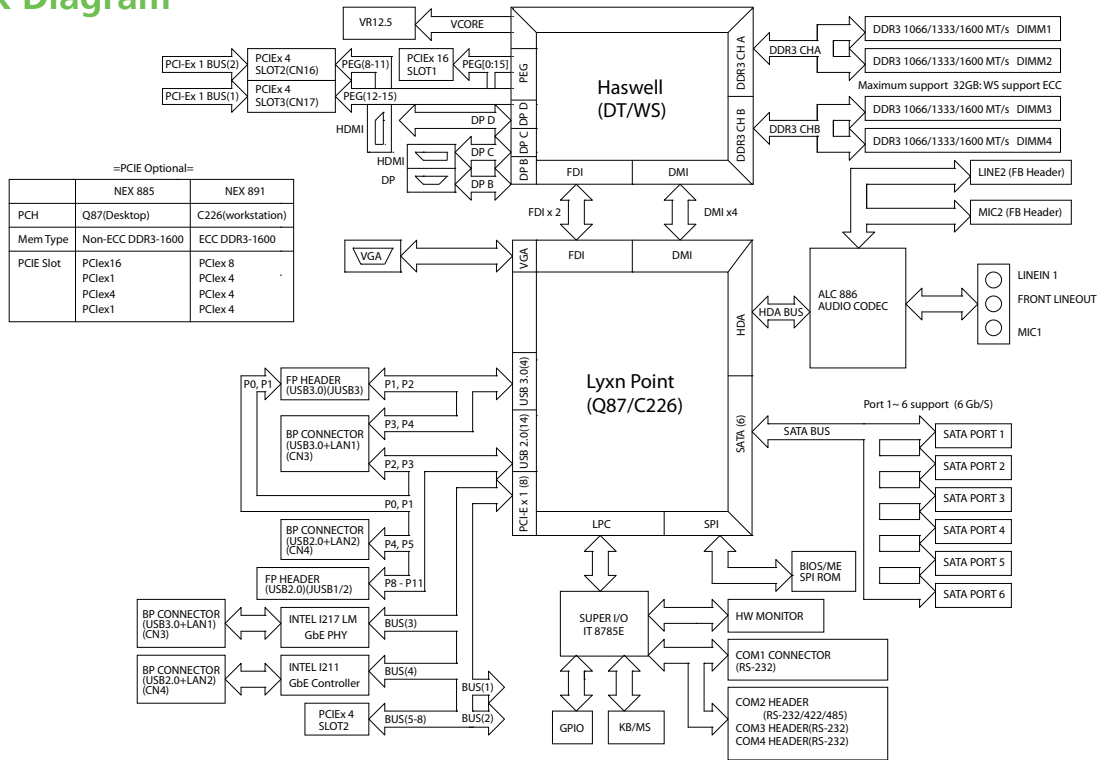 k Diagram
VR12.5
VCORE
PCI-Ex 1 BUS(2)
PCIEx 4
SLOT2(CN16)
PEG(8-11)
PCIEx 16
SLOT1
PEG[0:15]
PEG
PCI-Ex 1 BUS(1)
PCIEx 4
SLOT3(CN17)
PEG(12-15)
HDMI
DP D
DP D
HDMI
DP C
DP C
DP
DP B
DP B
Haswell
(DT/WS)
FDI
DMI
DDR3 CH A
DDR3 CH B
DDR3 CHA
DDR3 1066/1333/1600 MT/s DIMM1
DDR3 1066/1333/1600 MT/s DIMM2
Maximum support 32GB: WS support ECC
DDR3 CHB
DDR3 1066/1333/1600 MT/s DIMM3
DDR3 1066/1333/1600 MT/s DIMM4
=PCIE Optional=
NEX 885 NEX 891
PCH Q87(Desktop) C226(workstation)
Mem Type Non-ECC DDR3-1600 ECC DDR3-1600
PCIE Slot PCIex16 PCIex 8
PCIex1 PCIex 4
PCIex4 PCIex 4
PCIex1 PCIex 4
FDI x 2
DMI x4
LINE2 (FB Header)
MIC2 (FB Header)
VGA
VGA
FDI
DMI
HDA
HDA BUS
ALC 886
AUDIO CODEC
LINEIN 1
FRONT LINEOUT
MIC1
Lyxn Point
(Q87/C226)
USB 3.0(4)
USB 2.0(14)
PCI-E x 1 (8)
SATA (6)
LPC
SPI
P0, P1
FP HEADER
(USB3.0)(JUSB3)
P1, P2
BP CONNECTOR
(USB3.0+LAN1)
(CN3)
P3, P4
P2, P3
P0, P1
BP CONNECTOR
(USB2.0+LAN2)
(CN4)
P4, P5
FP HEADER
(USB2.0)(JUSB1/2)
P8 - P11
BP CONNECTOR
(USB3.0+LAN1)
(CN3)
INTEL I217 LM
GbE PHY
BUS(3)
BP CONNECTOR
(USB2.0+LAN2)
(CN4)
INTEL I211
GbE Controller
BUS(4)
BUS(1)
PCIEx 4
SLOT2
BUS(5-8)
BUS(2)
Port 1~ 6 support (6 Gb/S)
SATA BUS
SATA PORT 1
SATA PORT 2
SATA PORT 3
SATA PORT 4
SATA PORT 5
SATA PORT 6
BIOS/ME
SPI ROM
SUPER I/O
IT 8785E
HW MONITOR
COM1 CONNECTOR
(RS-232)
COM2 HEADER
(RS-232/422/485)
COM3 HEADER(RS-232)
COM4 HEADER(RS-232)
GPIO
KB/MS